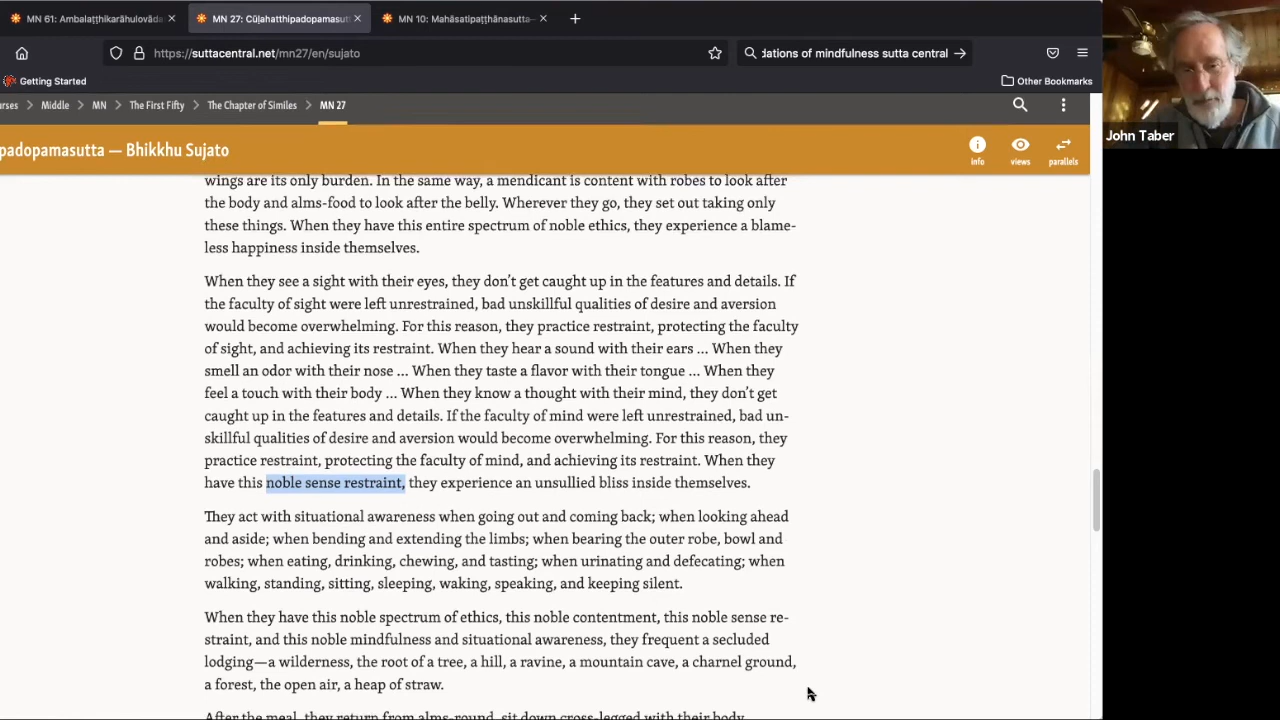 MN 61: Ambalaṭṭhikarāhulovāda
MN 27: Cūḷahatthipadopamasutt
MN 10: Mahāsatipaṭṭhānasutta—
https://suttacentral.net/mn27/en/sujato
dations of mindfulness sutta central
Getting Started
Other Bookmarks
urses > Middle > MN > The First Fifty > The Chapter of Similes > MN 27
padopamasutta — Bhikkhu Sujato
info
views
parallels
John Taber
wings are its only burden. In the same way, a mendicant is content with robes to look after
the body and alms-food to look after the belly. Wherever they go, they set out taking only
these things. When they have this entire spectrum of noble ethics, they experience a blame-
less happiness inside themselves.
When they see a sight with their eyes, they don't get caught up in the features and details. If
the faculty of sight were left unrestrained, bad unskillful qualities of desire and aversion
would become overwhelming. For this reason, they practice restraint, protecting the faculty
of sight, and achieving its restraint. When they hear a sound with their ears ... When they
smell an odor with their nose ... When they taste a flavor with their tongue ... When they
feel a touch with their body ... When they know a thought with their mind, they don't get
caught up in the features and details. If the faculty of mind were left unrestrained, bad un-
skillful qualities of desire and aversion would become overwhelming. For this reason, they
practice restraint, protecting the faculty of mind, and achieving its restraint. When they
have this noble sense restraint, they experience an unsullied bliss inside themselves.
They act with situational awareness when going out and coming back; when looking ahead
and aside; when bending and extending the limbs; when bearing the outer robe, bowl and
robes; when eating, drinking, chewing, and tasting; when urinating and defecating; when
walking, standing, sitting, sleeping, waking, speaking, and keeping silent.
When they have this noble spectrum of ethics, this noble contentment, this noble sense re-
straint, and this noble mindfulness and situational awareness, they frequent a secluded
lodging—a wilderness, the root of a tree, a hill, a ravine, a mountain cave, a charnel ground,
a forest, the open air, a heap of straw.
After the meal, they return from alms-round, sit down cross-legged with their body